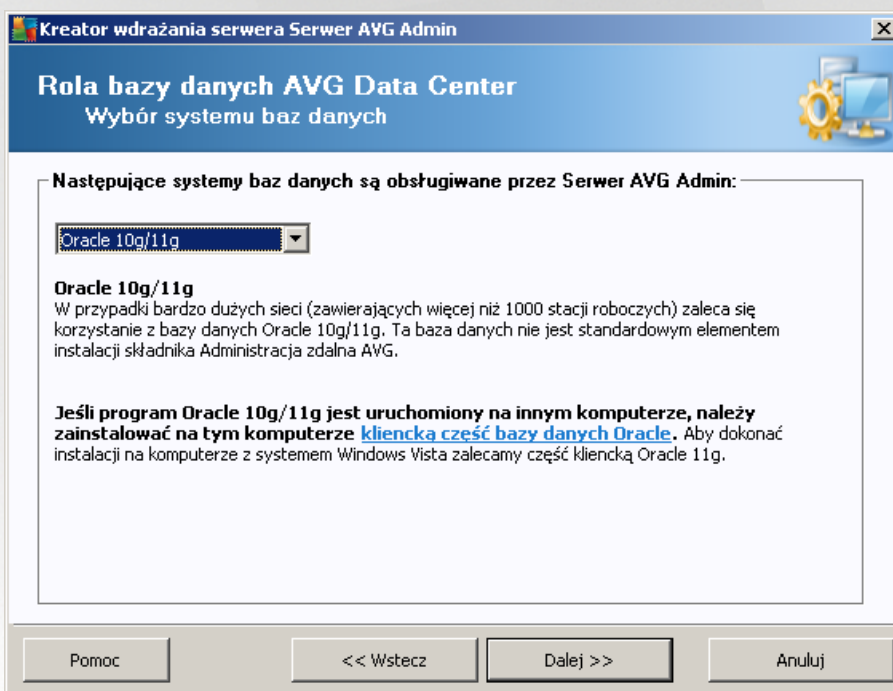 Kreator wdrażania serwera Serwer AVG Admin
Rola bazy danych AVG Data Center
Wybór systemu baz danych
Następujące systemy baz danych są obsługiwane przez Serwer AVG Admin:
Oracle 10g/11g
Oracle 10g/11g
W przypadki bardzo dużych sieci (zawierających więcej niż 1000 stacji roboczych) zaleca się
korzystanie z bazy danych Oracle 10g/11g. Ta baza danych nie jest standardowym elementem
instalacji składnika Administracja zdalna AVG.
Jeśli program Oracle 10g/11g jest uruchomiony na innym komputerze, należy
zainstalować na tym komputerze kliencką część bazy danych Oracle. Aby dokonać
instalacji na komputerze z systemem Windows Vista zalecamy część kliencką Oracle 11g.
Pomoc
<< Wstecz
Dalej >>
Anuluj